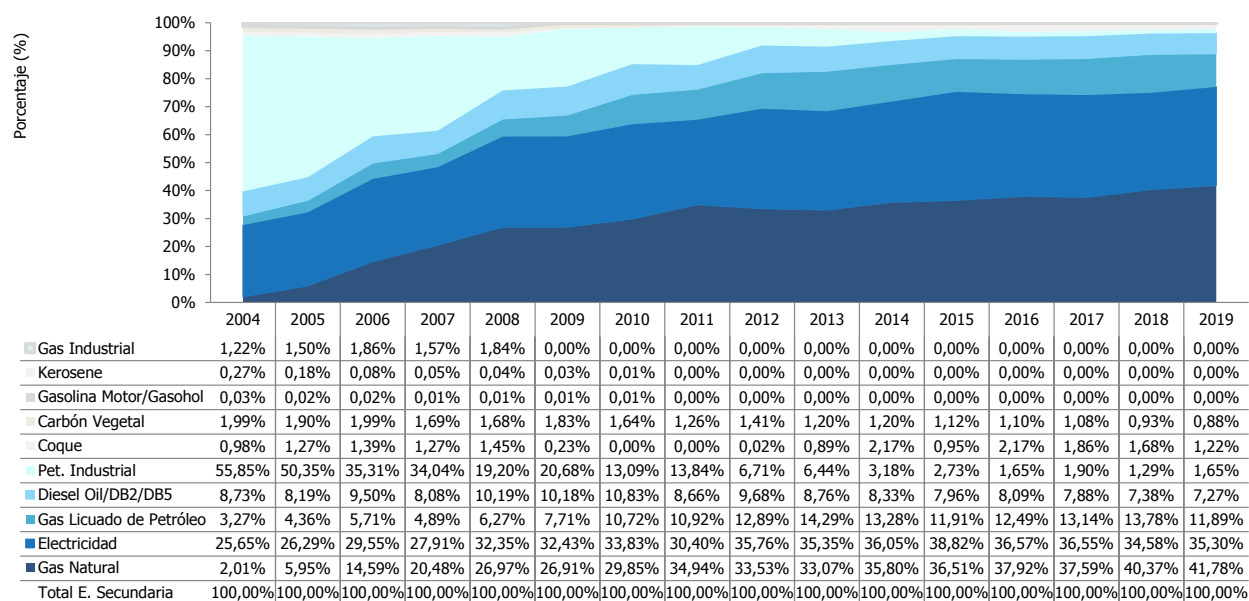 Porcentaje (%)
100%
90%
80%
70%
60%
50%
40%
30%
20%
10%
0%
2004 2005 2006 2007 2008 2009 2010 2011 2012 2013 2014 2015 2016 2017 2018 2019
Gas Industrial 1,22% 1,50% 1,86% 1,57% 1,84% 0,00% 0,00% 0,00% 0,00% 0,00% 0,00% 0,00% 0,00% 0,00% 0,00% 0,00%
Kerosene 0,27% 0,18% 0,08% 0,05% 0,04% 0,03% 0,01% 0,00% 0,00% 0,00% 0,00% 0,00% 0,00% 0,00% 0,00% 0,00%
Gasolina Motor/Gasohol 0,03% 0,02% 0,02% 0,01% 0,01% 0,01% 0,01% 0,00% 0,00% 0,00% 0,00% 0,00% 0,00% 0,00% 0,00% 0,00%
Carbón Vegetal 1,99% 1,90% 1,99% 1,69% 1,68% 1,83% 1,64% 1,26% 1,41% 1,20% 1,20% 1,12% 1,10% 1,08% 0,93% 0,88%
Coque 0,98% 1,27% 1,39% 1,27% 1,45% 0,23% 0,00% 0,00% 0,02% 0,89% 2,17% 0,95% 2,17% 1,86% 1,68% 1,22%
Pet. Industrial 55,85% 50,35% 35,31% 34,04% 19,20% 20,68% 13,09% 13,84% 6,71% 6,44% 3,18% 2,73% 1,65% 1,90% 1,29% 1,65%
Diesel Oil/DB2/DB5 8,73% 8,19% 9,50% 8,08% 10,19% 10,18% 10,83% 8,66% 9,68% 8,76% 8,33% 7,96% 8,09% 7,88% 7,38% 7,27%
Gas Licuado de Petróleo 3,27% 4,36% 5,71% 4,89% 6,27% 7,71% 10,72% 10,92% 12,89% 14,29% 13,28% 11,91% 12,49% 13,14% 13,78% 11,89%
Electricidad 25,65% 26,29% 29,55% 27,91% 32,35% 32,43% 33,83% 30,40% 35,76% 35,35% 36,05% 38,82% 36,57% 36,55% 34,58% 35,30%
Gas Natural 2,01% 5,95% 14,59% 20,48% 26,97% 26,91% 29,85% 34,94% 33,53% 33,07% 35,80% 36,51% 37,92% 37,59% 40,37% 41,78%
Total E. Secundaria 100,00% 100,00% 100,00% 100,00% 100,00% 100,00% 100,00% 100,00% 100,00% 100,00% 100,00% 100,00% 100,00% 100,00% 100,00% 100,00%